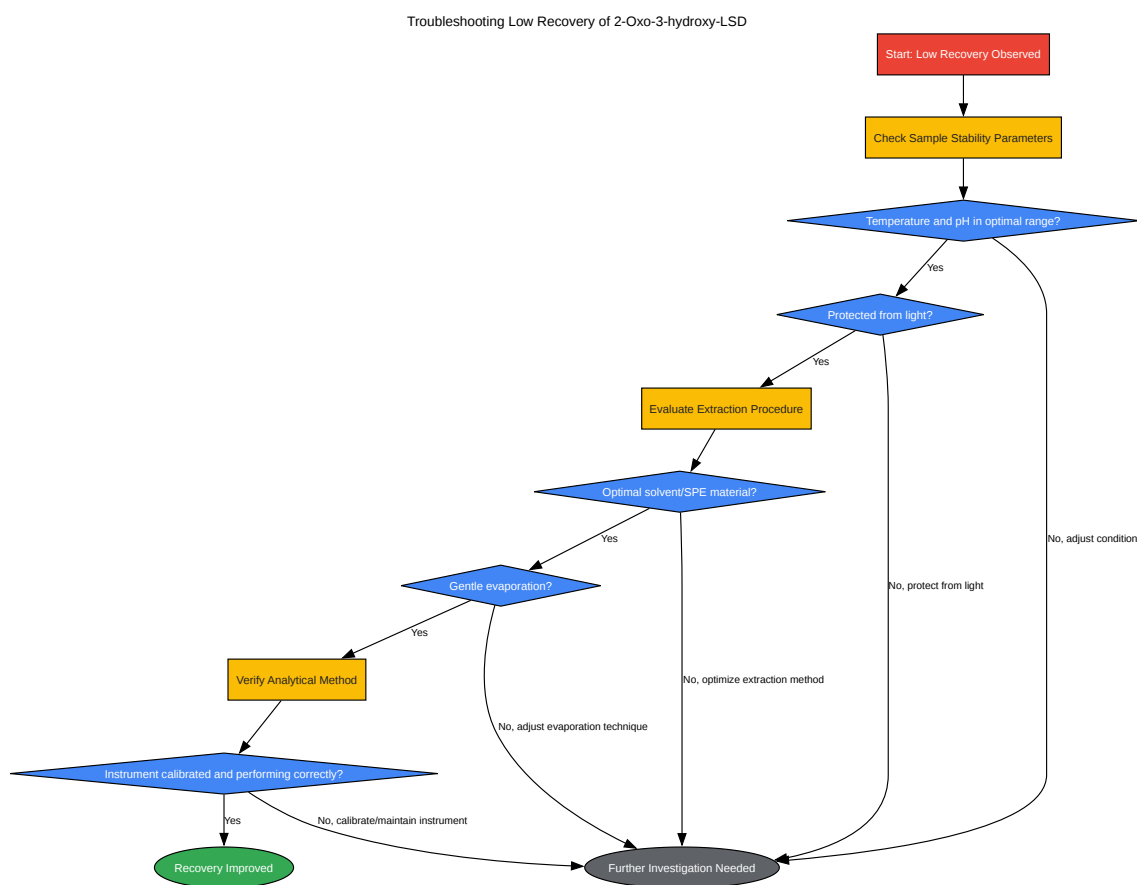 Troubleshooting Low Recovery of 2-Oxo-3-hydroxy-LSD
Start: Low Recovery Observed
Check Sample Stability Parameters
Temperature and pH in optimal range?
Yes
Protected from light?
Yes
Evaluate Extraction Procedure
Optimal solvent/SPE material?
Yes
No, adjust condition
Gentle evaporation?
No, protect from light
Yes
Verify Analytical Method
No, optimize extraction method
No, adjust evaporation technique
Instrument calibrated and performing correctly?
Yes
No, calibrate/maintain instrument
Recovery Improved
Further Investigation Needed